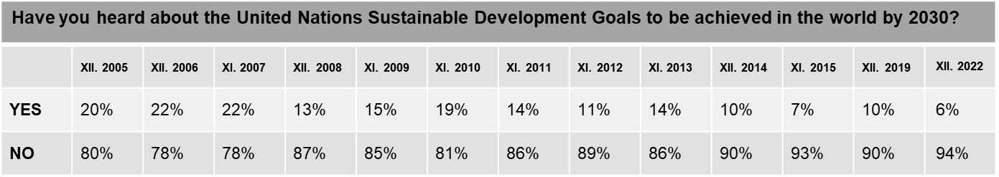 Have you heard about the United Nations Sustainable Development Goals to be achieved in the world by 2030?
XII. 2005 XII. 2006 XI. 2007 XII. 2008 XI. 2009 XI. 2010 XI. 2011 XI. 2012 XI. 2013 XII. 2014 XI. 2015 XII. 2019 XII. 2022
YES 20% 22% 22% 13% 15% 19% 14% 11% 14% 10% 7% 10% 6%
NO 80% 78% 78% 87% 85% 81% 86% 89% 86% 90% 93% 90% 94%